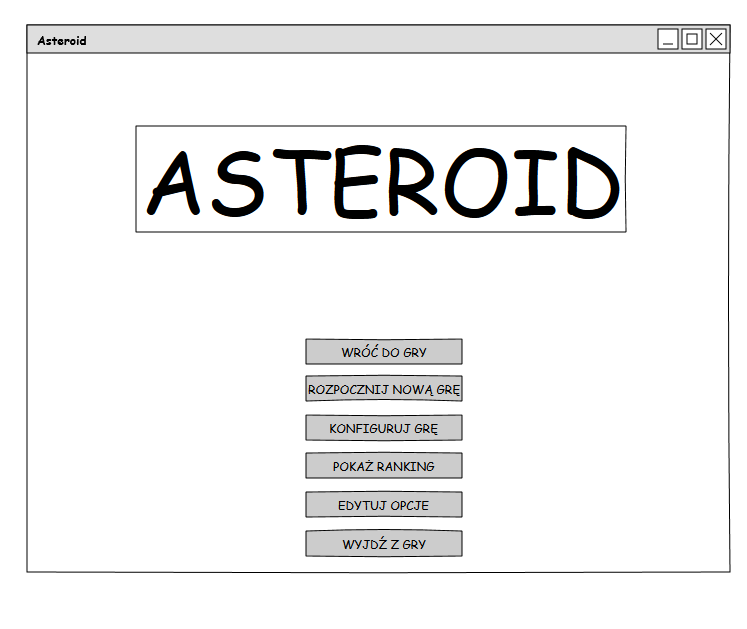 Asteroid
ASTEROID
WRÓĆ DO GRY
ROZPOCZNIJ NOWĄ GRĘ
KONFIGURUJ GRĘ
POKAŻ RANKING
EDYTUJ OPCJE
WYJDŹ Z GRY